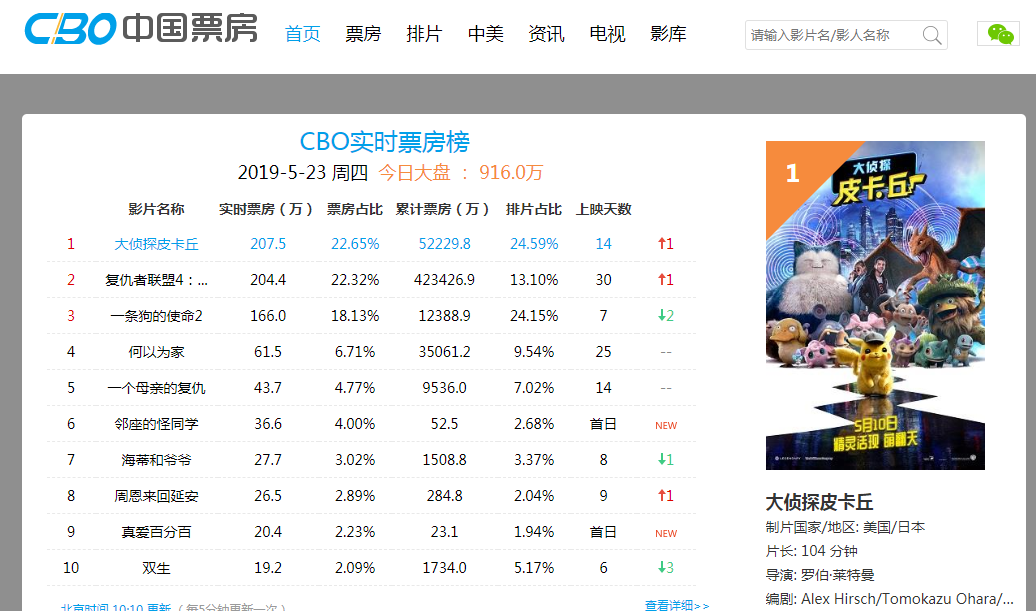 CBO中国票房 首页 票房 排片 中美 资讯 电视 影库 请输入影片名/影人名称
CBO实时票房榜
2019-5-23 周四 今日大盘 ： 916.0万
影片名称 实时票房（万） 票房占比 累计票房（万） 排片占比 上映天数
1 大侦探皮卡丘 207.5 22.65% 52229.8 24.59% 14 ↑1
2 复仇者联盟4：... 204.4 22.32% 423426.9 13.10% 30 ↑1
3 一条狗的使命2 166.0 18.13% 12388.9 24.15% 7 ↓2
4 何以为家 61.5 6.71% 35061.2 9.54% 25 --
5 一个母亲的复仇 43.7 4.77% 9536.0 7.02% 14 --
6 邻座的怪同学 36.6 4.00% 52.5 2.68% 首日 NEW
7 海蒂和爷爷 27.7 3.02% 1508.8 3.37% 8 ↓1
8 周恩来回延安 26.5 2.89% 284.8 2.04% 9 ↑1
9 真爱百分百 20.4 2.23% 23.1 1.94% 首日 NEW
10 双生 19.2 2.09% 1734.0 5.17% 6 ↓3
北京时间 10:10 更新（每5分钟更新一次） 查看详细>>
1
大侦探
皮卡丘
5月10日
精灵活现 萌翻天
大侦探皮卡丘
制片国家/地区: 美国/日本
片长: 104 分钟
导演: 罗伯·莱特曼
编剧: Alex Hirsch/Tomokazu Ohara/...